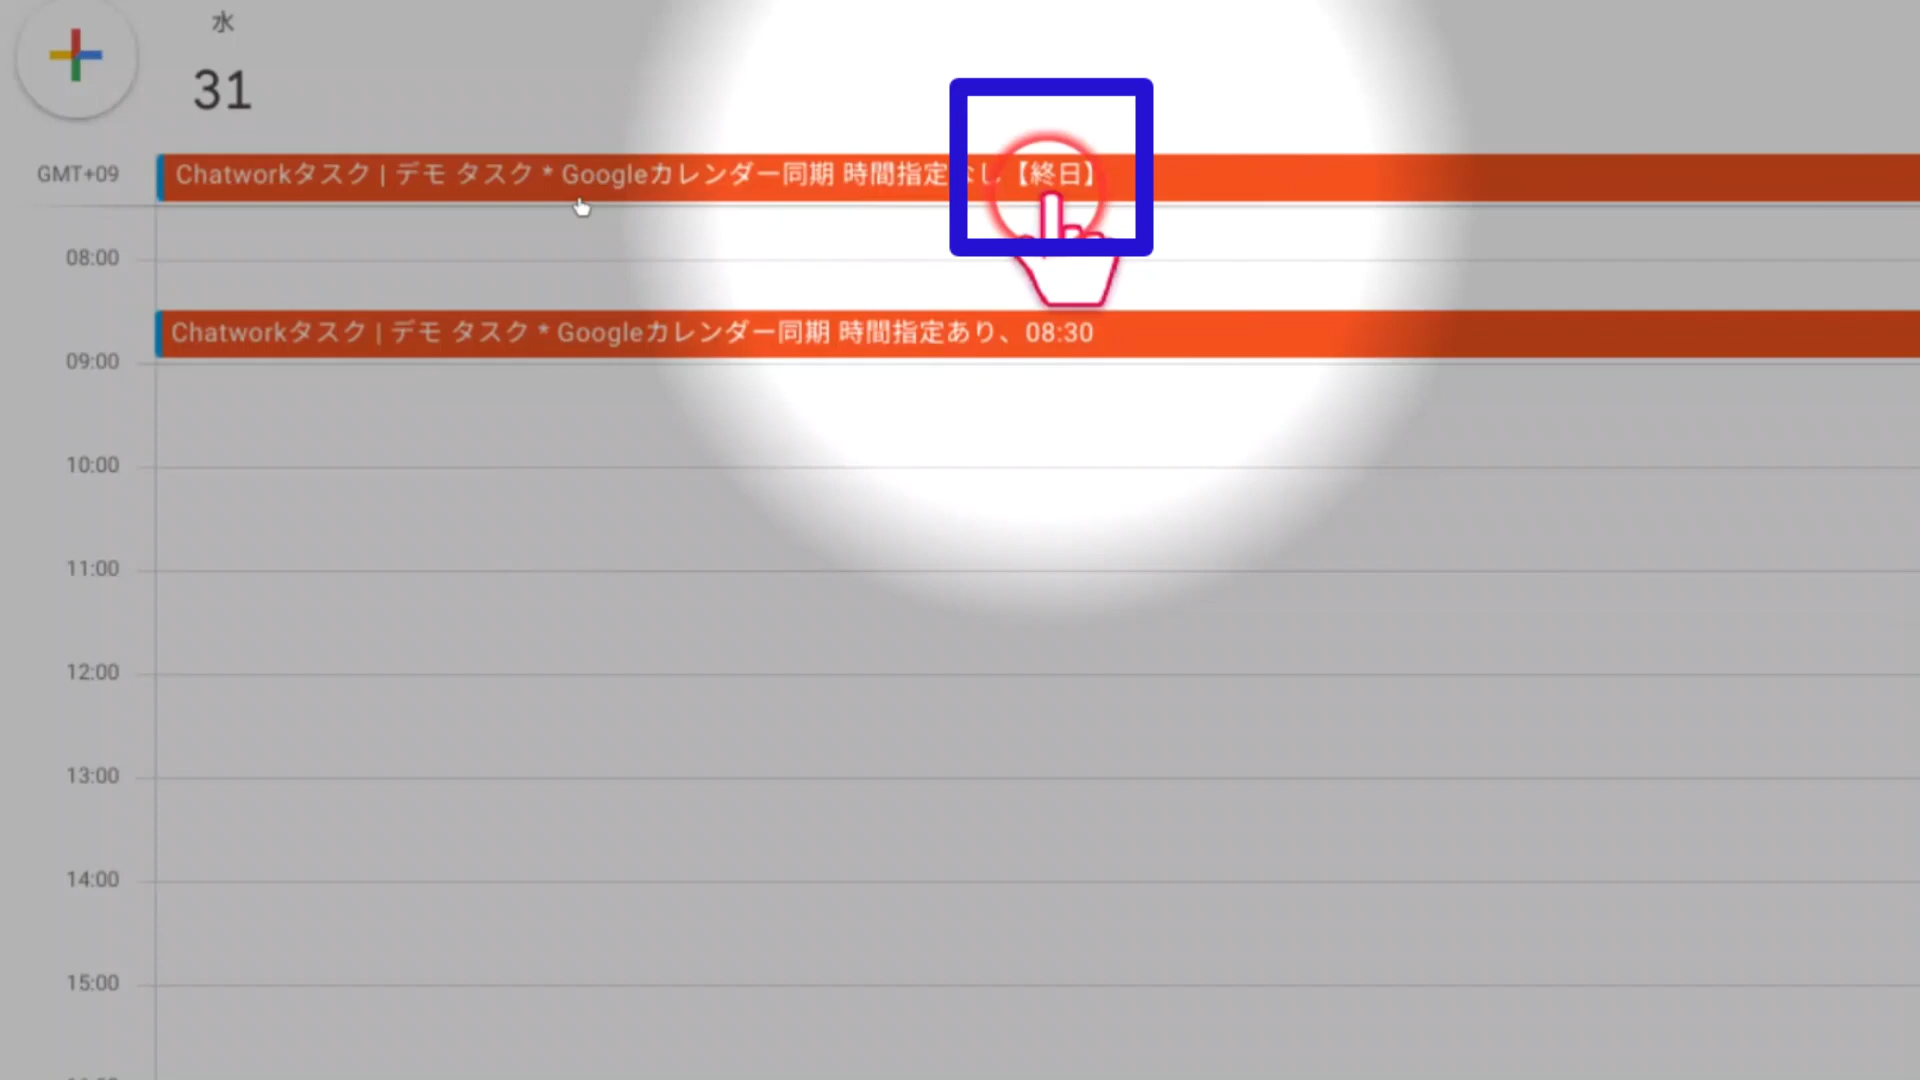 水
31
GMT+09
Chatworkタスク | デモ タスク * Googleカレンダー同期 時間指定なし【終日】
08:00
Chatworkタスク | デモ タスク * Googleカレンダー同期 時間指定あり、08:30
09:00
10:00
11:00
12:00
13:00
14:00
15:00